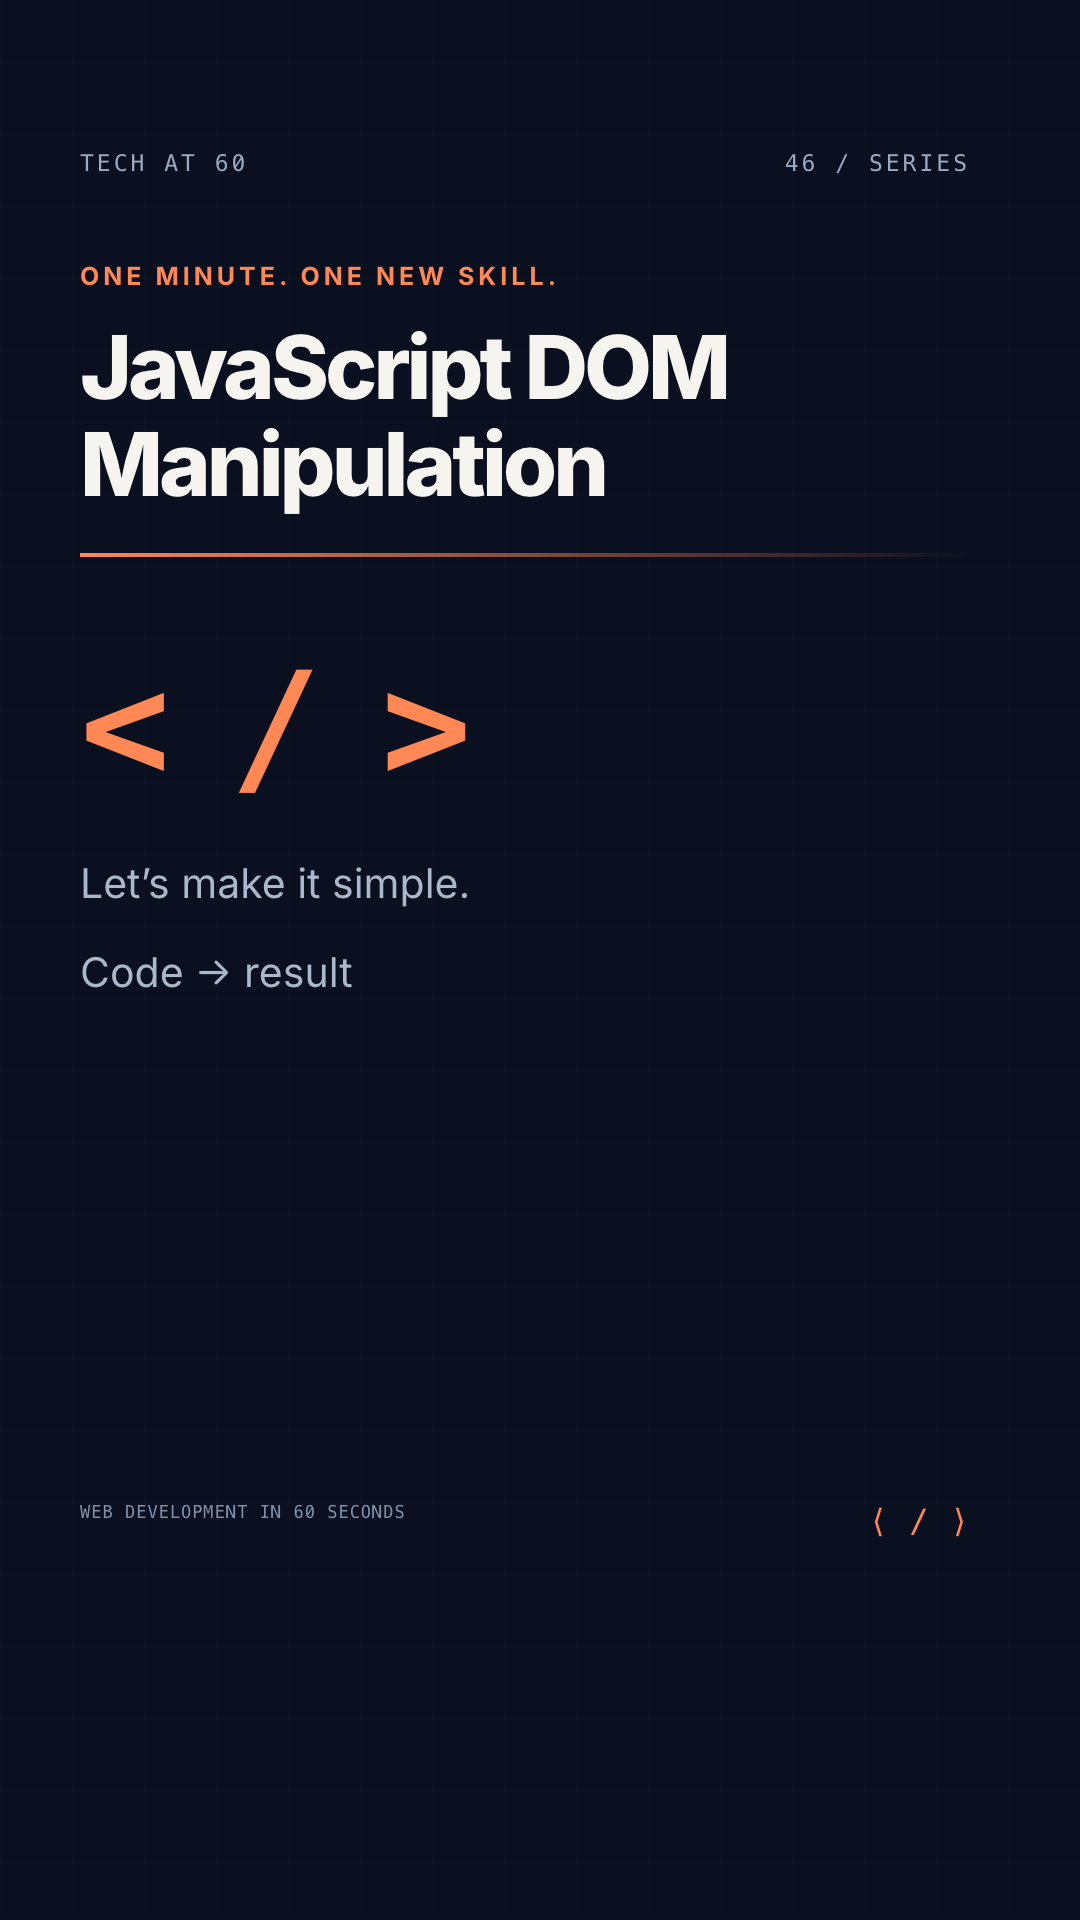 TECH AT 60
46 / SERIES
ONE MINUTE. ONE NEW SKILL.
JavaScript DOM
Manipulation
< / >
Let’s make it simple.
Code → result
WEB DEVELOPMENT IN 60 SECONDS
⟨ / ⟩